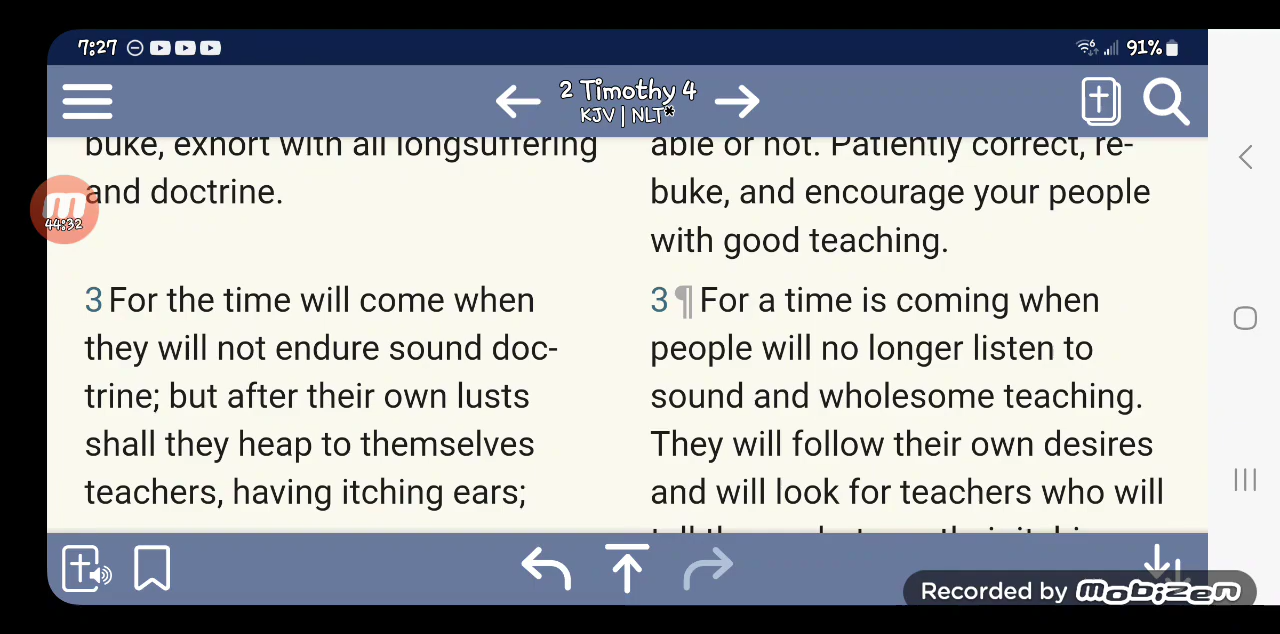 7:27
91%
2 Timothy 4
KJV | NLT*
buke, exhort with all longsuffering
and doctrine.
44:32
3 For the time will come when
they will not endure sound doc-
trine; but after their own lusts
shall they heap to themselves
teachers, having itching ears;
able or not. Patiently correct, re-
buke, and encourage your people
with good teaching.
3 ¶ For a time is coming when
people will no longer listen to
sound and wholesome teaching.
They will follow their own desires
and will look for teachers who will
Recorded by mobizen